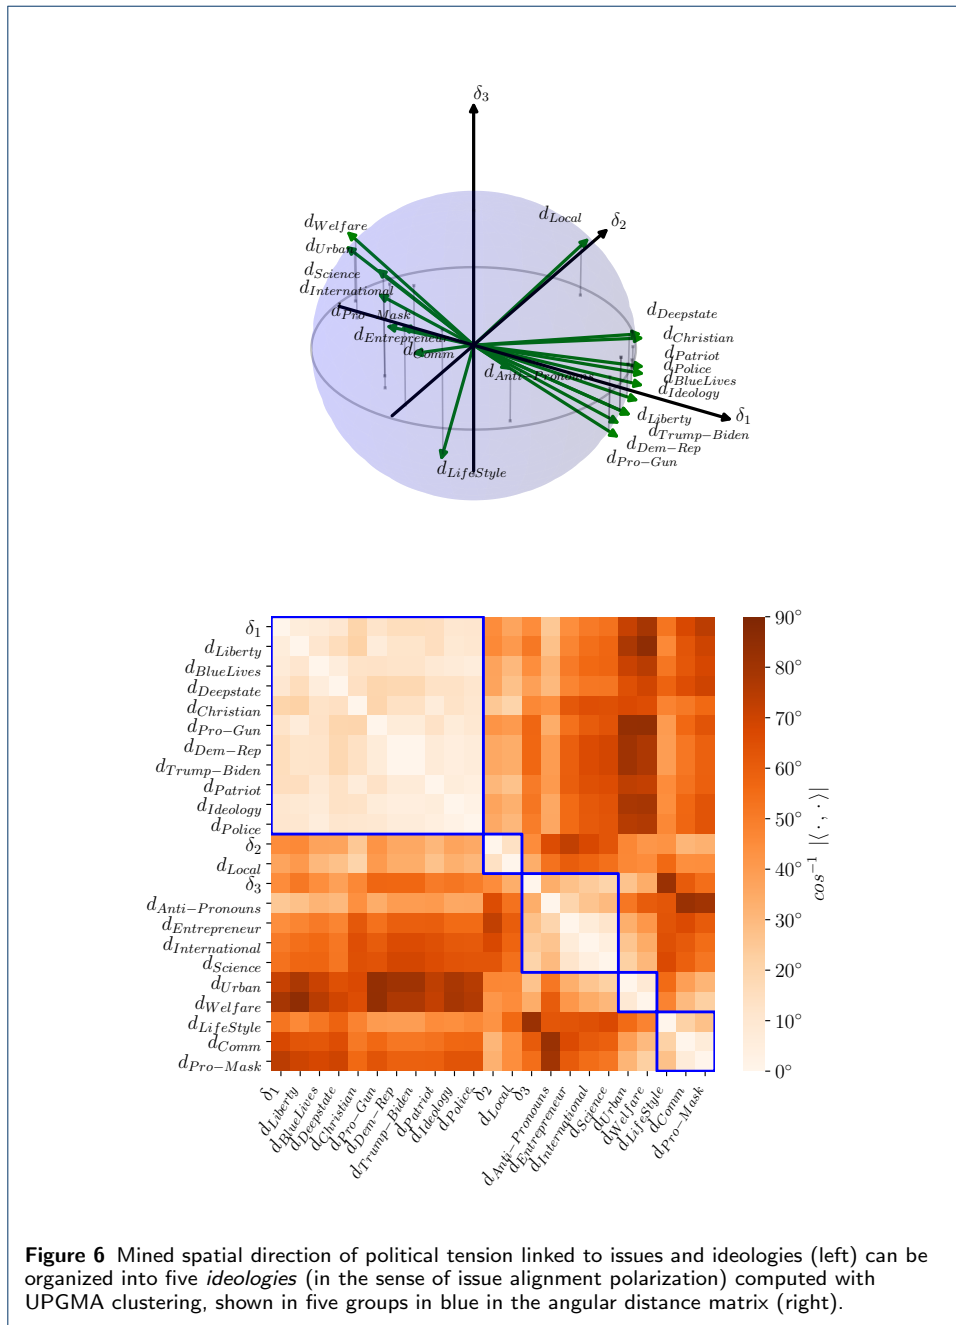 δ3
dLocal
δ2
dWelfare
dUrban
dScience
dInternational
dPro−Mask
dEntrepreneur
dComm
dAnti−Pronouns
dDeepstate
dChristian
dPatriot
dPolice
dBlueLives
dIdeology
δ1
dLiberty
dTrump−Biden
dDem−Rep
dPro−Gun
dLifeStyle
δ1
dLiberty
dBlueLives
dDeepstate
dChristian
dPro−Gun
dDem−Rep
dTrump−Biden
dPatriot
dIdeology
dPolice
δ2
dLocal
δ3
dAnti−Pronouns
dEntrepreneur
dInternational
dScience
dUrban
dWelfare
dLifeStyle
dComm
dPro−Mask
90°
80°
70°
60°
50°
40°
30°
20°
10°
0°
cos−1 |⟨·, ·⟩|
δ1
dLiberty
dBlueLives
dDeepstate
dChristian
dPro−Gun
dDem−Rep
dTrump−Biden
dPatriot
dIdeology
dPolice
δ2
dLocal
δ3
dAnti−Pronouns
dEntrepreneur
dInternational
dScience
dUrban
dWelfare
dLifeStyle
dComm
dPro−Mask
Figure 6 Mined spatial direction of political tension linked to issues and ideologies (left) can be
organized into five ideologies (in the sense of issue alignment polarization) computed with
UPGMA clustering, shown in five groups in blue in the angular distance matrix (right).